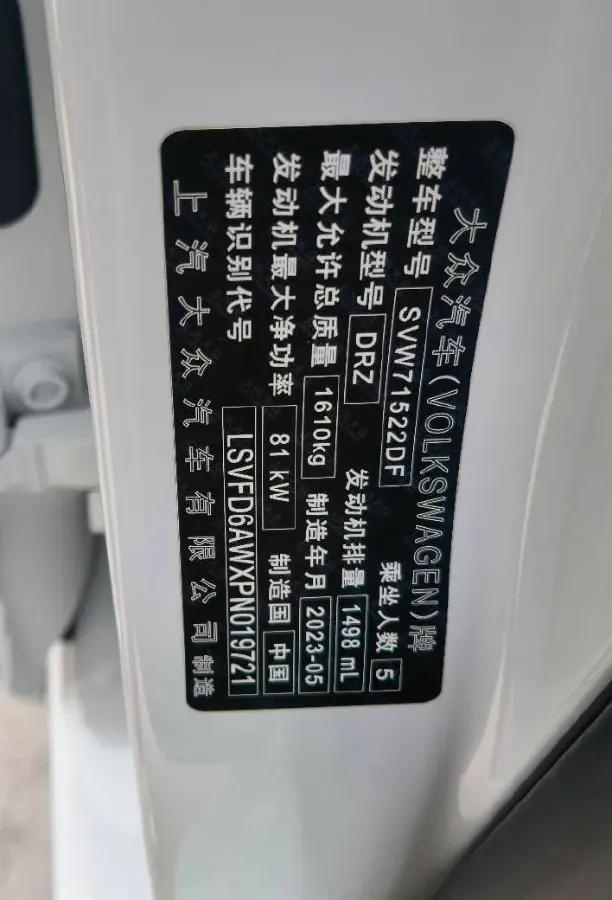 大众汽车(VOLKSWAGEN)牌
整车型号 SVW71522DF 乘坐人数 5
发动机型号 DRZ 发动机排量 1498 mL
最大允许总质量 1610kg 制造年月 2023-05
发动机最大净功率 81 kW 制造国 中国
车辆识别代号 LSVFD6AWXPN019721
上汽大众汽车有限公司制造